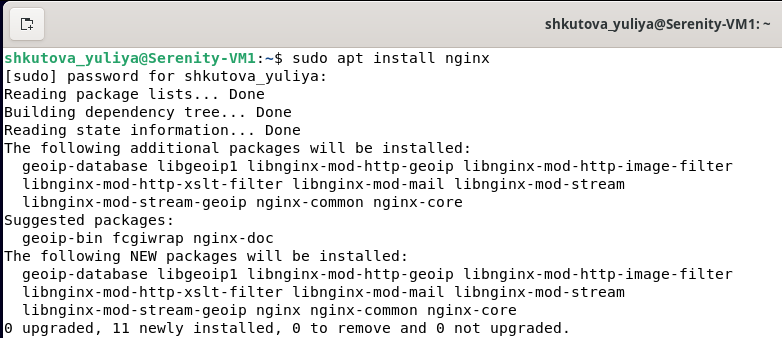 shkutova_yuliya@Serenity-VM1: ~
shkutova_yuliya@Serenity-VM1:~$ sudo apt install nginx
[sudo] password for shkutova_yuliya:
Reading package lists... Done
Building dependency tree... Done
Reading state information... Done
The following additional packages will be installed:
  geoip-database libgeoip1 libnginx-mod-http-geoip libnginx-mod-http-image-filter
  libnginx-mod-http-xslt-filter libnginx-mod-mail libnginx-mod-stream
  libnginx-mod-stream-geoip nginx-common nginx-core
Suggested packages:
  geoip-bin fcgiwrap nginx-doc
The following NEW packages will be installed:
  geoip-database libgeoip1 libnginx-mod-http-geoip libnginx-mod-http-image-filter
  libnginx-mod-http-xslt-filter libnginx-mod-mail libnginx-mod-stream
  libnginx-mod-stream-geoip nginx nginx-common nginx-core
0 upgraded, 11 newly installed, 0 to remove and 0 not upgraded.